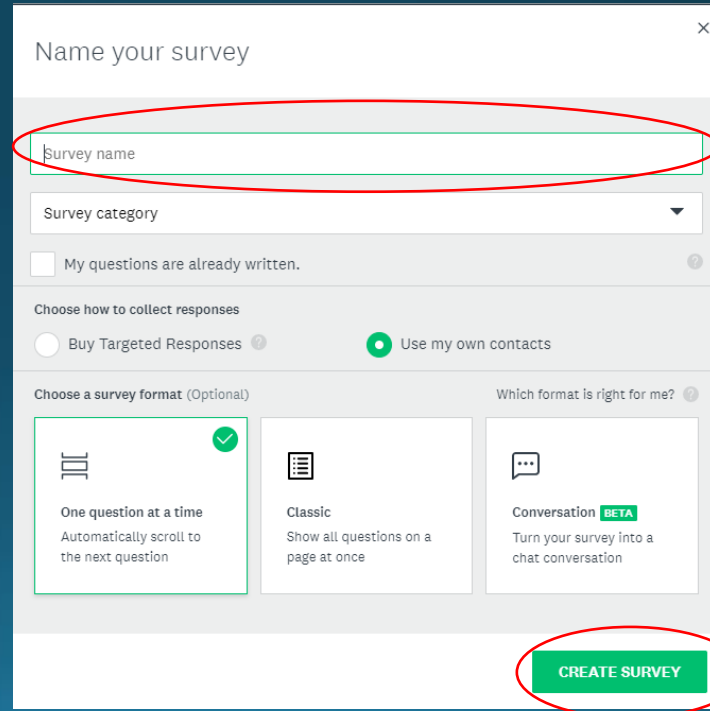 Name your survey
Survey name
Survey category
My questions are already written.
?
Choose how to collect responses
Buy Targeted Responses ?
Use my own contacts
Choose a survey format (Optional)
Which format is right for me? ?
One question at a time
Automatically scroll to
the next question
Classic
Show all questions on a
page at once
Conversation BETA
Turn your survey into a
chat conversation
CREATE SURVEY